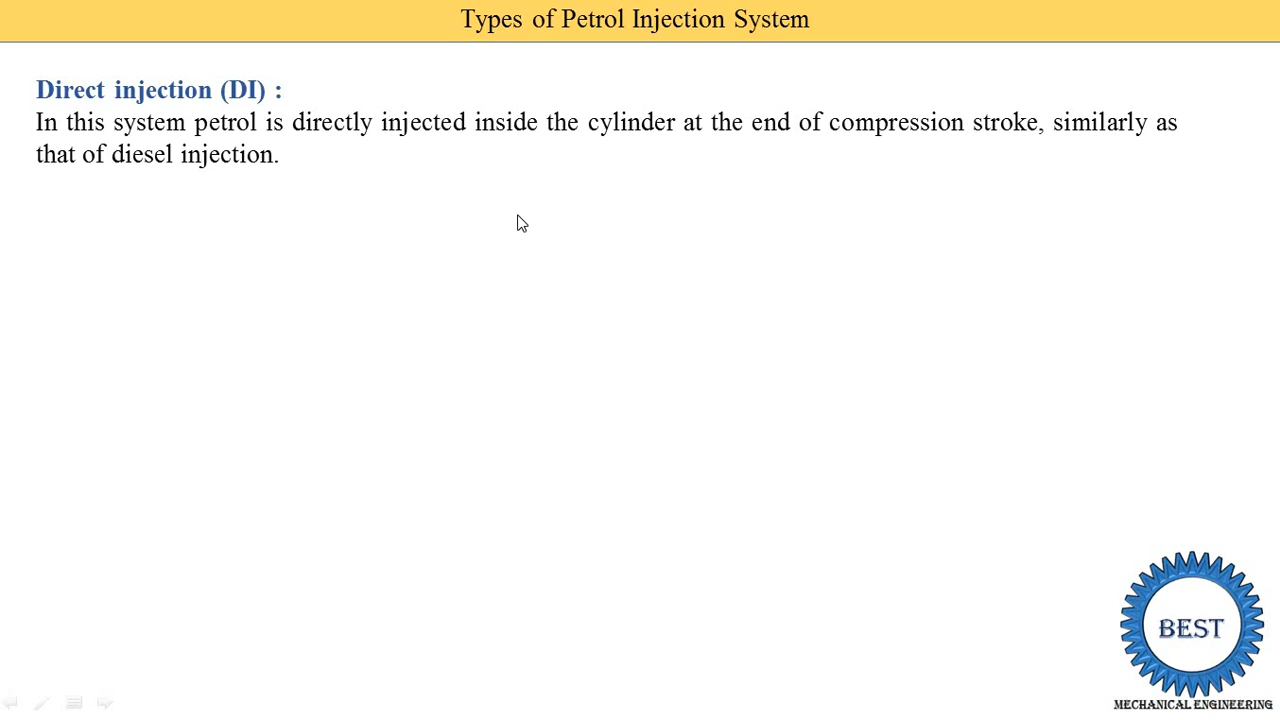 Types of Petrol Injection System
Direct injection (DI) :
In this system petrol is directly injected inside the cylinder at the end of compression stroke, similarly as
that of diesel injection.
BEST
MECHANICAL ENGINEERING